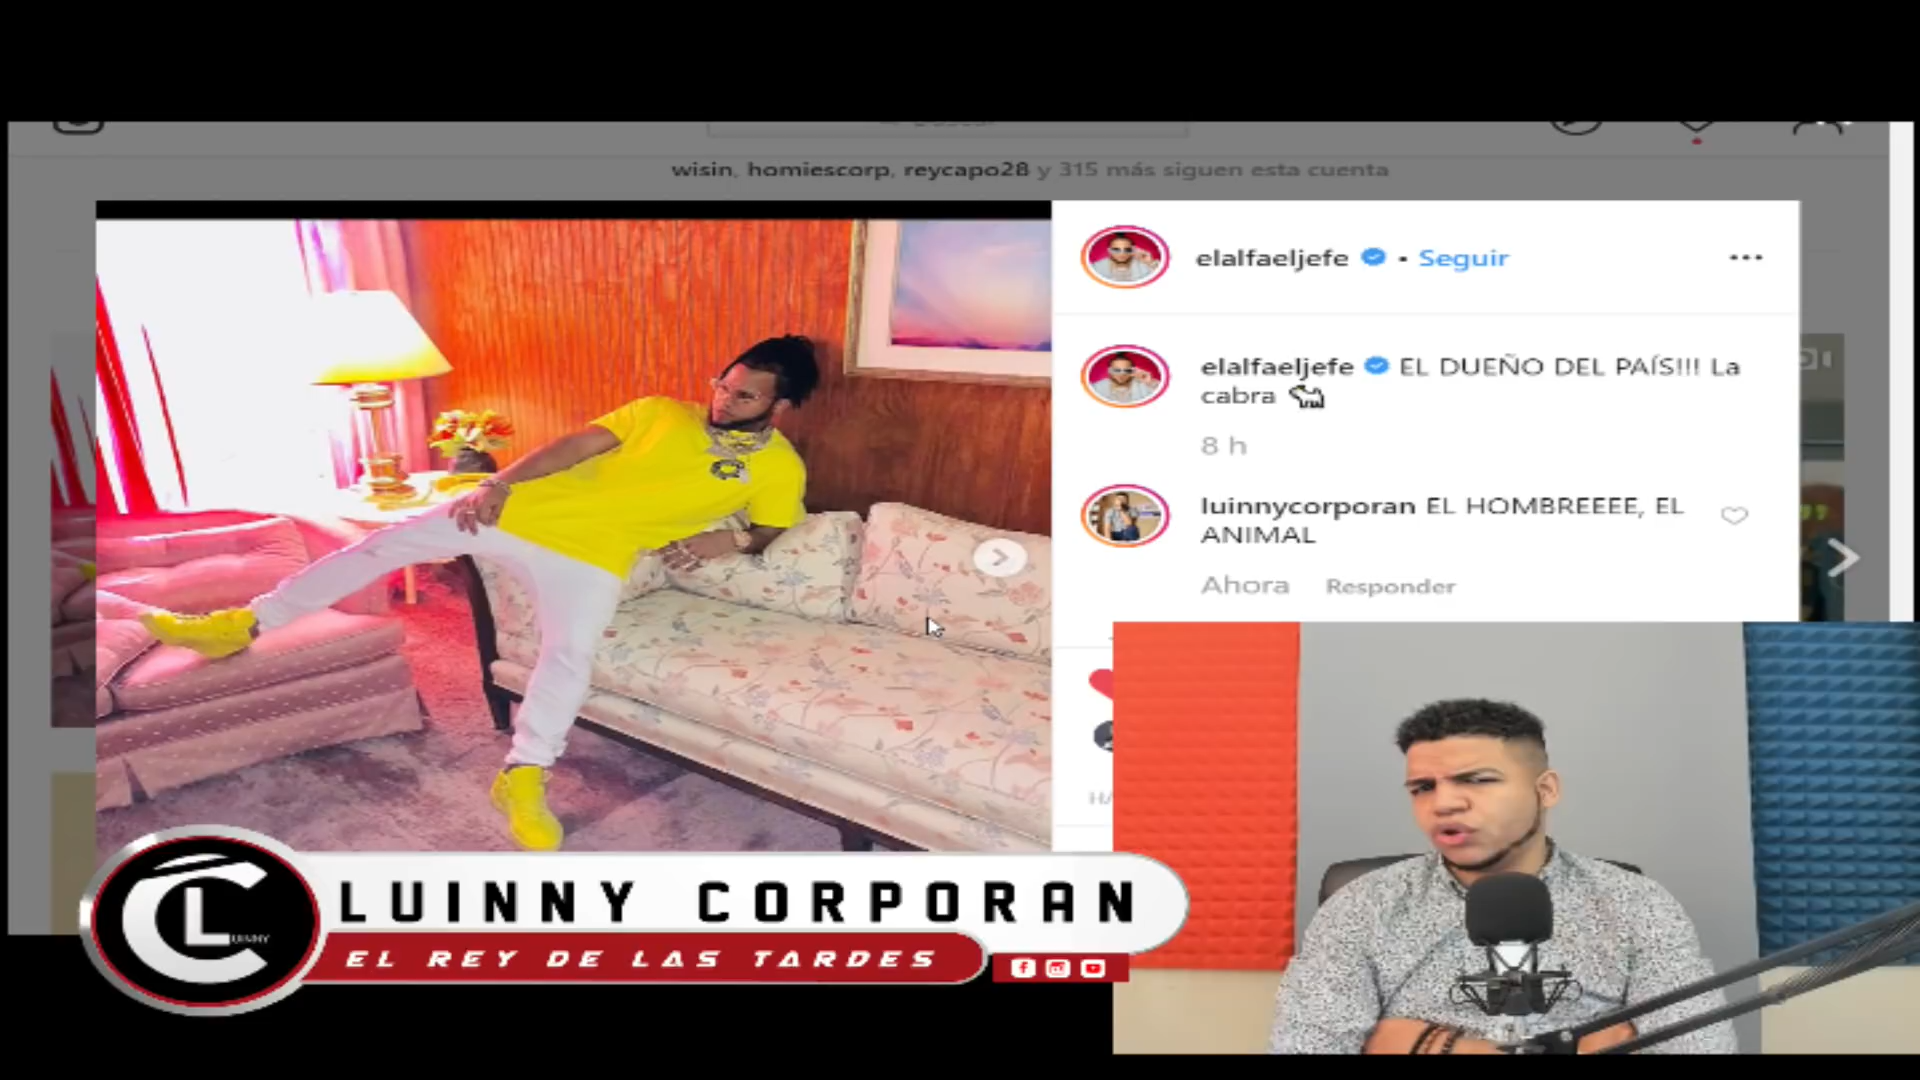 wisin, homiescorp, reycapo28 y 315 más siguen esta cuenta
elalfaeljefe • Seguir
elalfaeljefe EL DUEÑO DEL PAÍS!!! La
cabra
8 h
luinnycorporan EL HOMBREEEE, EL
ANIMAL
Ahora Responder
LUINNY CORPORAN
EL REY DE LAS TARDES